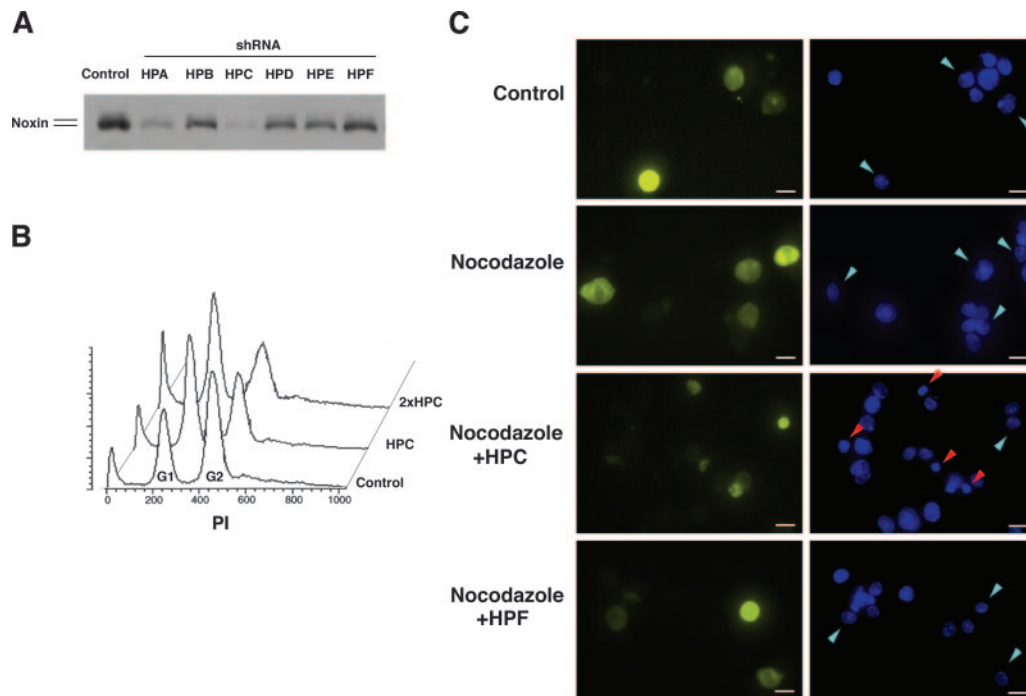 A
shRNA
Control HPA HPB HPC HPD HPE HPF
Noxin
B
2xHPC
HPC
Control
G1 G2
0 200 400 600 800 1000
PI
C
Control
Nocodazole
Nocodazole
+HPC
Nocodazole
+HPF